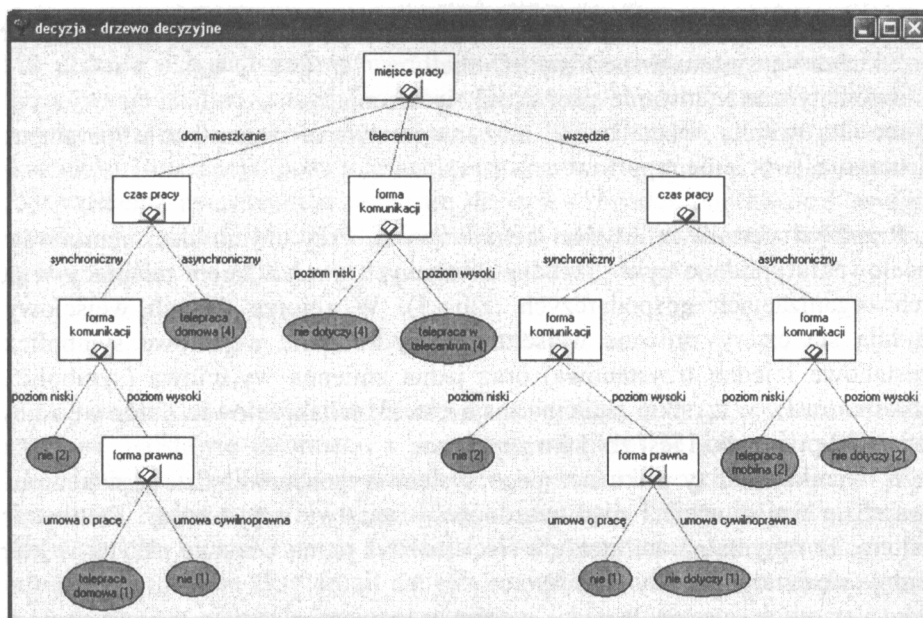 decyzja - drzewo decyzyjne
miejsce pracy
dom, mieszkanie
telecentrum
wszędzie
czas pracy
forma
komunikacji
czas pracy
synchroniczny
asynchroniczny
poziom niski
poziom wysoki
synchroniczny
asynchroniczny
forma
komunikacji
telepraca
domowa [4]
nie dotyczy [4]
telepraca w
telecentrum [4]
forma
komunikacji
forma
komunikacji
poziom niski
poziom wysoki
poziom niski
poziom wysoki
poziom niski
poziom wysoki
nie [2]
forma prawna
nie [2]
forma prawna
telepraca
mobilna [2]
nie dotyczy [2]
umowa o pracę
umowa cywilnoprawna
umowa o pracę
umowa cywilnoprawna
telepraca
domowa [1]
nie [1]
nie [1]
nie dotyczy [1]